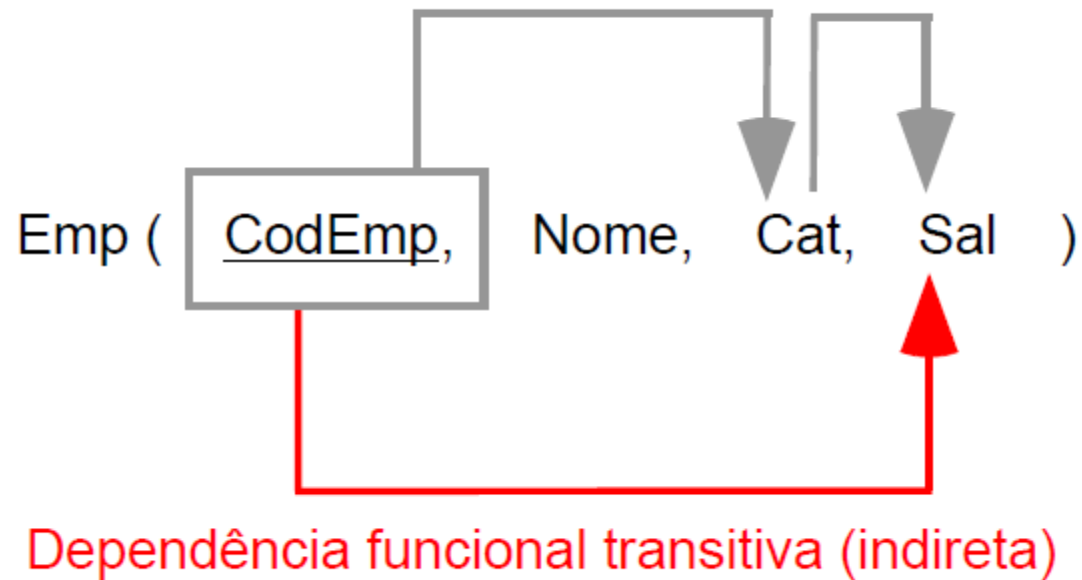 Emp ( CodEmp, Nome, Cat, Sal )
Dependência funcional transitiva (indireta)